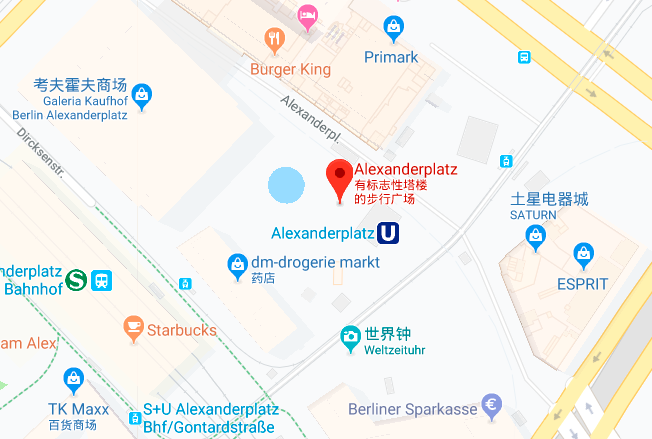 Primark
Burger King
考夫霍夫商场
Galeria Kaufhof
Berlin Alexanderplatz
Alexanderpl.
Dircksenstr.
Alexanderplatz
有标志性塔楼
的步行广场
土星电器城
SATURN
Alexanderplatz U
dm-drogerie markt
药店
ESPRIT
nderplatz
Bahnhof
S
Starbucks
世界钟
Weltzeituhr
am Alex
TK Maxx
百货商场
S+U Alexanderplatz
Bhf/Gontardstraße
Berliner Sparkasse
€